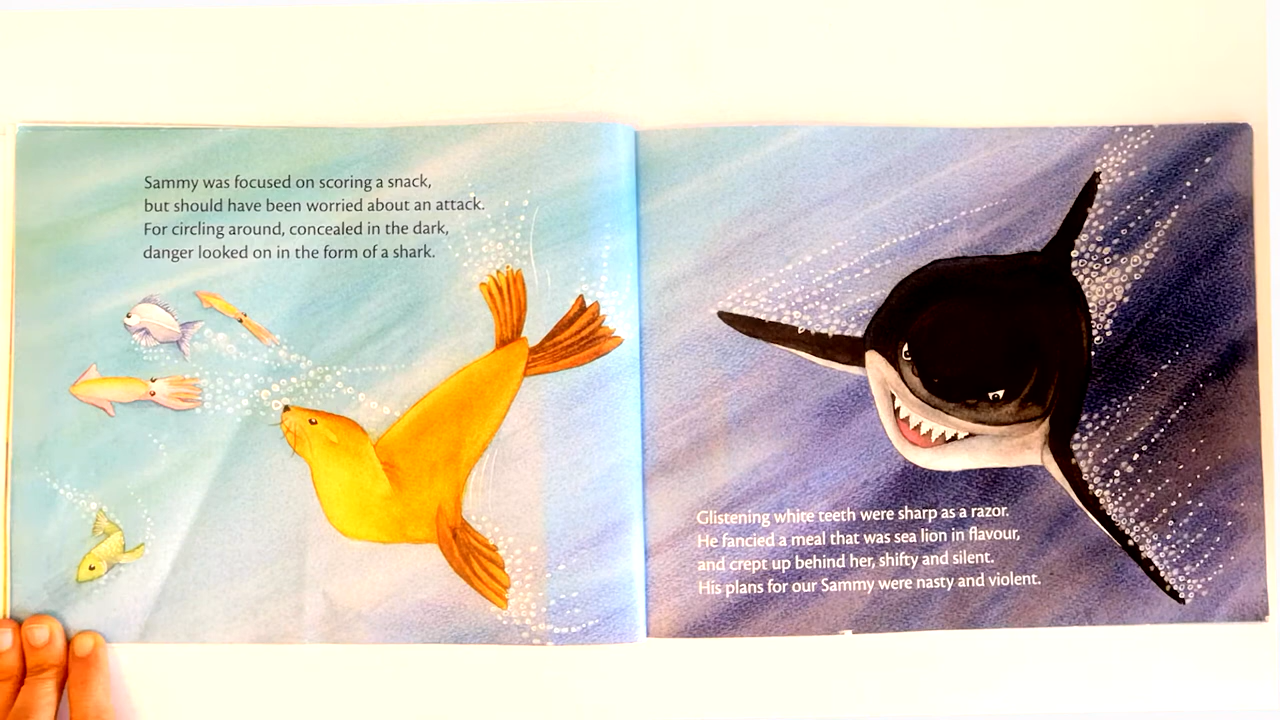 Sammy was focused on scoring a snack,
but should have been worried about an attack.
For circling around, concealed in the dark,
danger looked on in the form of a shark.
Glistening white teeth were sharp as a razor.
He fancied a meal that was sea lion in flavour,
and crept up behind her, shifty and silent.
His plans for our Sammy were nasty and violent.